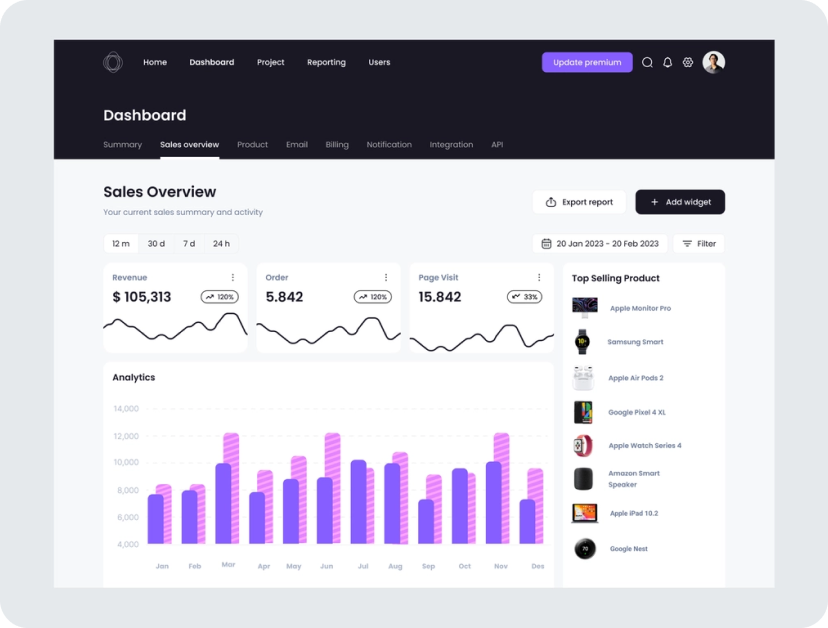 Home Dashboard Project Reporting Users Update premium
Dashboard
Summary Sales overview Product Email Billing Notification Integration API
Sales Overview
Your current sales summary and activity
Export report + Add widget
12 m 30 d 7 d 24 h
20 Jan 2023 - 20 Feb 2023 Filter
Revenue
$ 105,313 120%
Order
5.842 120%
Page Visit
15.842 33%
Top Selling Product
Apple Monitor Pro
Samsung Smart
Apple Air Pods 2
Google Pixel 4 XL
Apple Watch Series 4
Amazon Smart
Speaker
Apple iPad 10.2
Google Nest
Analytics
14,000
12,000
10,000
8,000
6,000
4,000
Jan Feb Mar Apr May Jun Jul Aug Sep Oct Nov Des